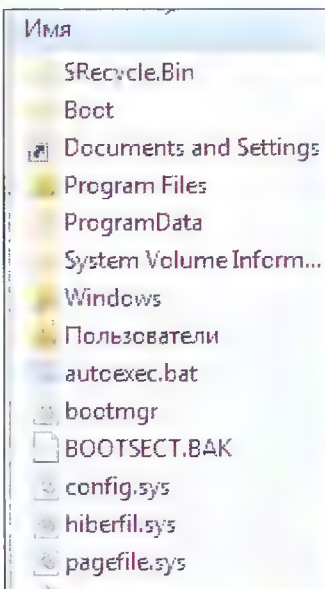 Имя
SRecycle.Bin
Boot
Documents and Settings
Program Files
ProgramData
System Volume Inform...
Windows
Пользователи
autoexec.bat
bootmgr
BOOTSECT.BAK
config.sys
hiberfil.sys
pagefile.sys